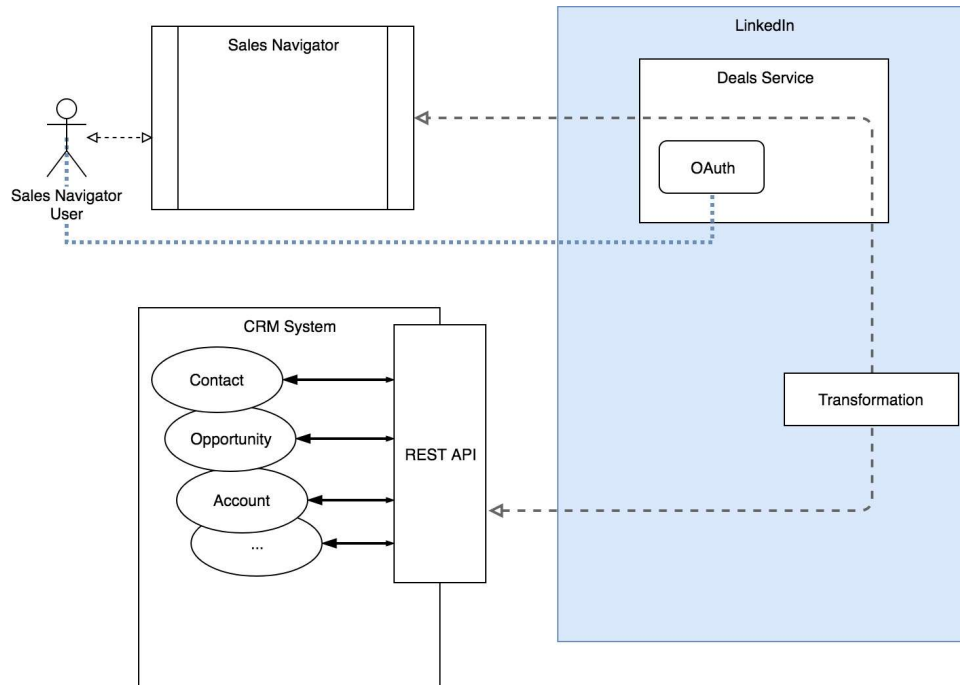 LinkedIn
Sales Navigator
Deals Service
OAuth
Sales Navigator
User
CRM System
Contact
Opportunity
REST API
Account
...
Transformation